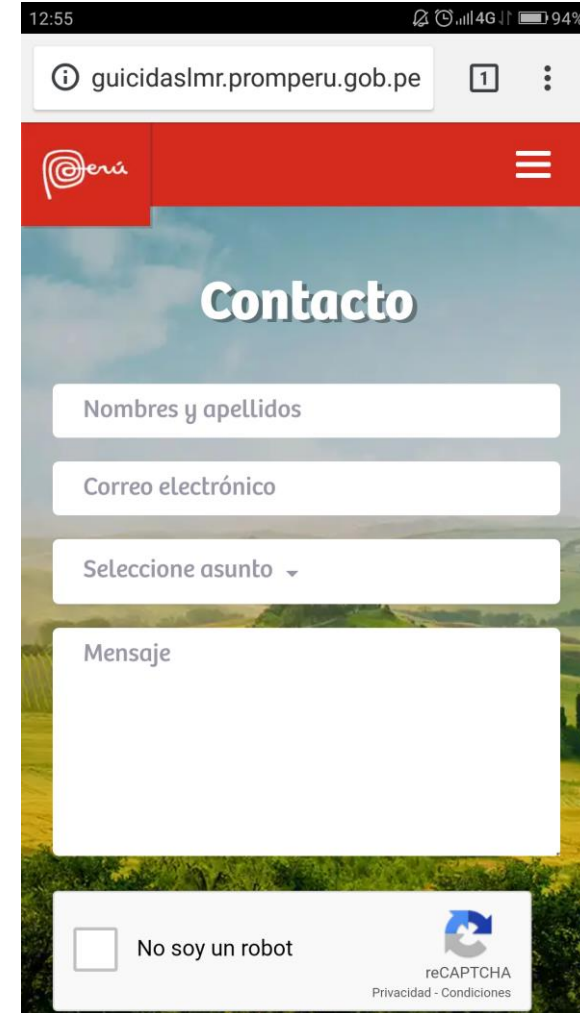 12:55 4G 94%
guicidaslmr.promperu.gob.pe 1
Perú
Contacto
Nombres y apellidos
Correo electrónico
Seleccione asunto
Mensaje
No soy un robot
reCAPTCHA
Privacidad - Condiciones